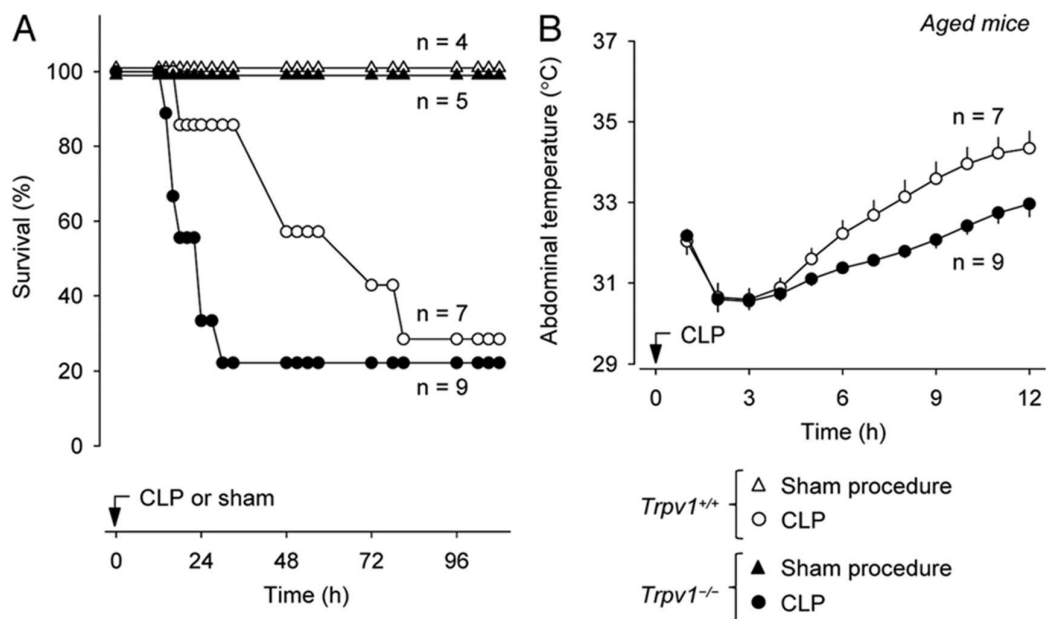 A
Survival (%)
100
80
60
40
20
0
n = 4
n = 5
n = 7
n = 9
CLP or sham
0 24 48 72 96
Time (h)
B
Aged mice
Abdominal temperature (°C)
37
35
33
31
29
n = 7
n = 9
CLP
0 3 6 9 12
Time (h)
Trpv1+/+
Sham procedure
CLP
Trpv1−/−
Sham procedure
CLP